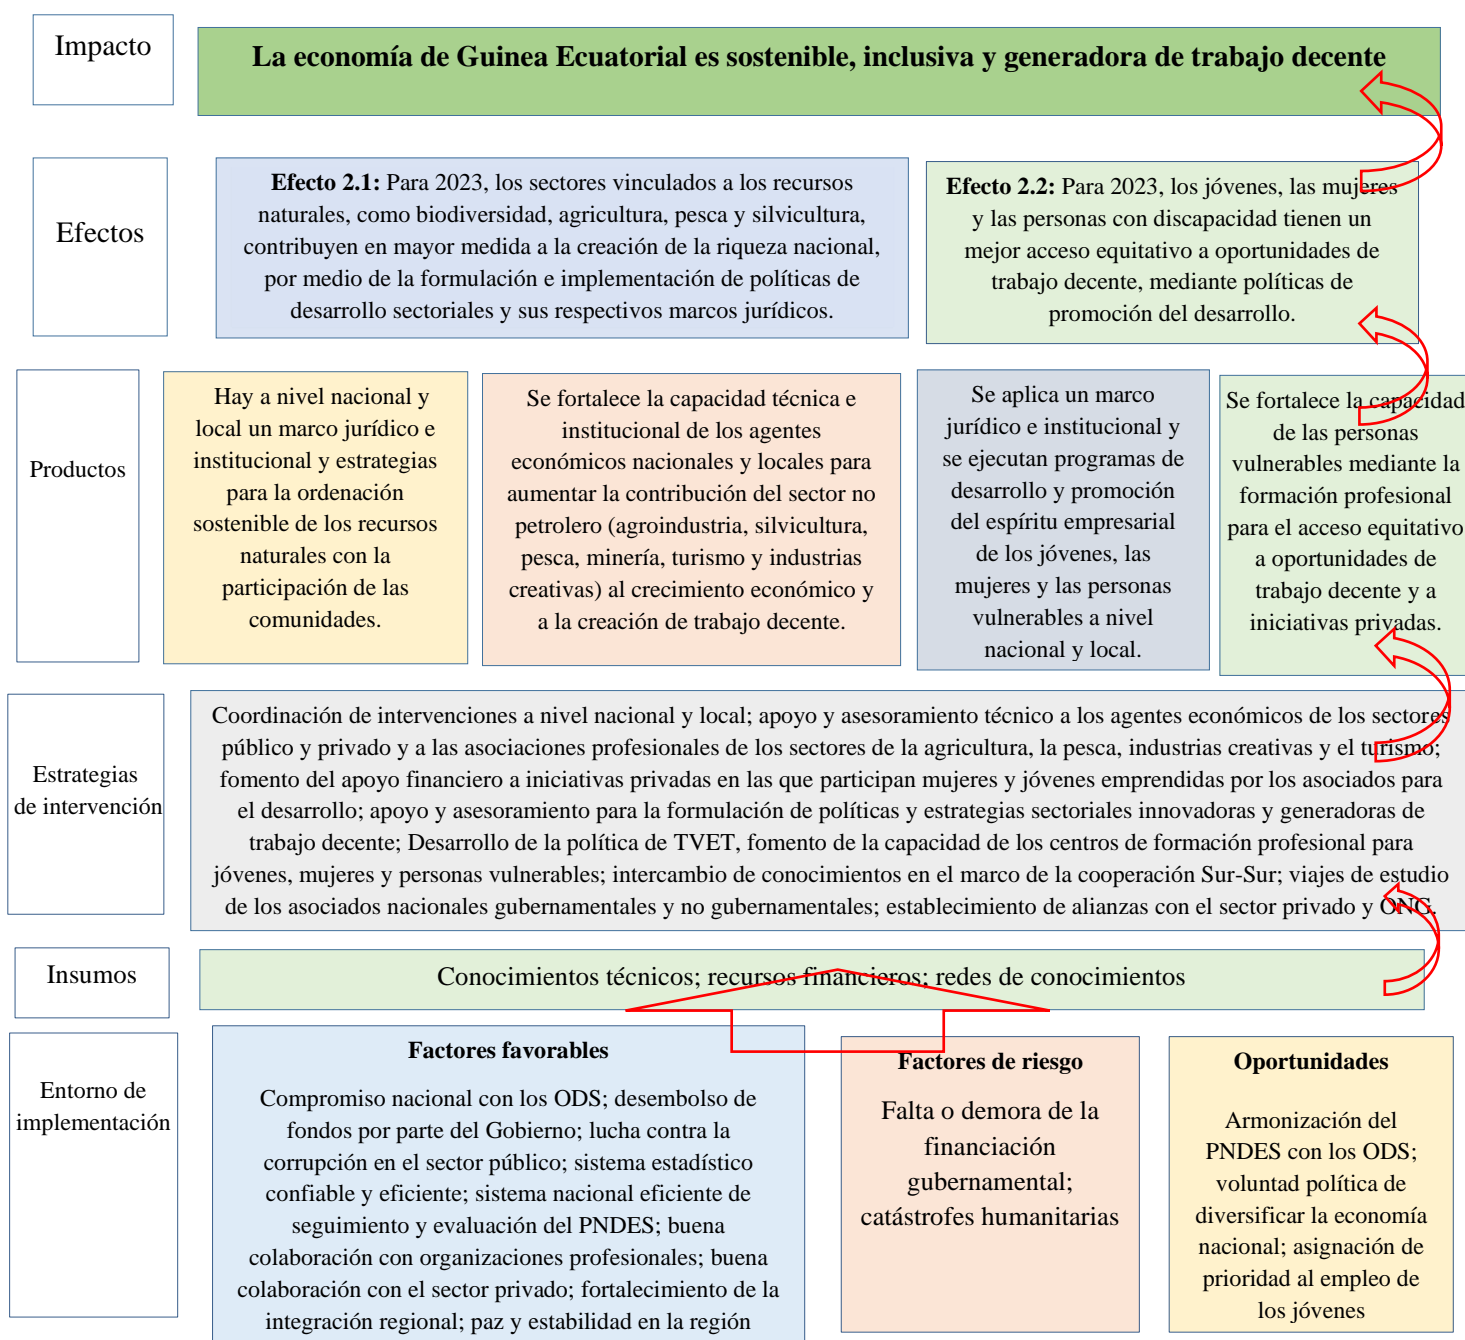 Impacto
La economía de Guinea Ecuatorial es sostenible, inclusiva y generadora de trabajo decente
Efectos
Efecto 2.1: Para 2023, los sectores vinculados a los recursos
naturales, como biodiversidad, agricultura, pesca y silvicultura,
contribuyen en mayor medida a la creación de la riqueza nacional,
por medio de la formulación e implementación de políticas de
desarrollo sectoriales y sus respectivos marcos jurídicos.
Efecto 2.2: Para 2023, los jóvenes, las mujeres
y las personas con discapacidad tienen un
mejor acceso equitativo a oportunidades de
trabajo decente, mediante políticas de
promoción del desarrollo.
Productos
Hay a nivel nacional y
local un marco jurídico e
institucional y estrategias
para la ordenación
sostenible de los recursos
naturales con la
participación de las
comunidades.
Se fortalece la capacidad técnica e
institucional de los agentes
económicos nacionales y locales para
aumentar la contribución del sector no
petrolero (agroindustria, silvicultura,
pesca, minería, turismo y industrias
creativas) al crecimiento económico y
a la creación de trabajo decente.
Se aplica un marco
jurídico e institucional y
se ejecutan programas de
desarrollo y promoción
del espíritu empresarial
de los jóvenes, las
mujeres y las personas
vulnerables a nivel
nacional y local.
Se fortalece la capacidad
de las personas
vulnerables mediante la
formación profesional
para el acceso equitativo
a oportunidades de
trabajo decente y a
iniciativas privadas.
Estrategias
de intervención
Coordinación de intervenciones a nivel nacional y local; apoyo y asesoramiento técnico a los agentes económicos de los sectores
público y privado y a las asociaciones profesionales de los sectores de la agricultura, la pesca, industrias creativas y el turismo;
fomento del apoyo financiero a iniciativas privadas en las que participan mujeres y jóvenes emprendidas por los asociados para
el desarrollo; apoyo y asesoramiento para la formulación de políticas y estrategias sectoriales innovadoras y generadoras de
trabajo decente; Desarrollo de la política de TVET, fomento de la capacidad de los centros de formación profesional para
jóvenes, mujeres y personas vulnerables; intercambio de conocimientos en el marco de la cooperación Sur-Sur; viajes de estudio
de los asociados nacionales gubernamentales y no gubernamentales; establecimiento de alianzas con el sector privado y ONG.
Insumos
Conocimientos técnicos; recursos financieros; redes de conocimientos
Entorno de
implementación
Factores favorables
Compromiso nacional con los ODS; desembolso de
fondos por parte del Gobierno; lucha contra la
corrupción en el sector público; sistema estadístico
confiable y eficiente; sistema nacional eficiente de
seguimiento y evaluación del PNDES; buena
colaboración con organizaciones profesionales; buena
colaboración con el sector privado; fortalecimiento de la
integración regional; paz y estabilidad en la región
Factores de riesgo
Falta o demora de la
financiación
gubernamental;
catástrofes humanitarias
Oportunidades
Armonización del
PNDES con los ODS;
voluntad política de
diversificar la economía
nacional; asignación de
prioridad al empleo de
los jóvenes